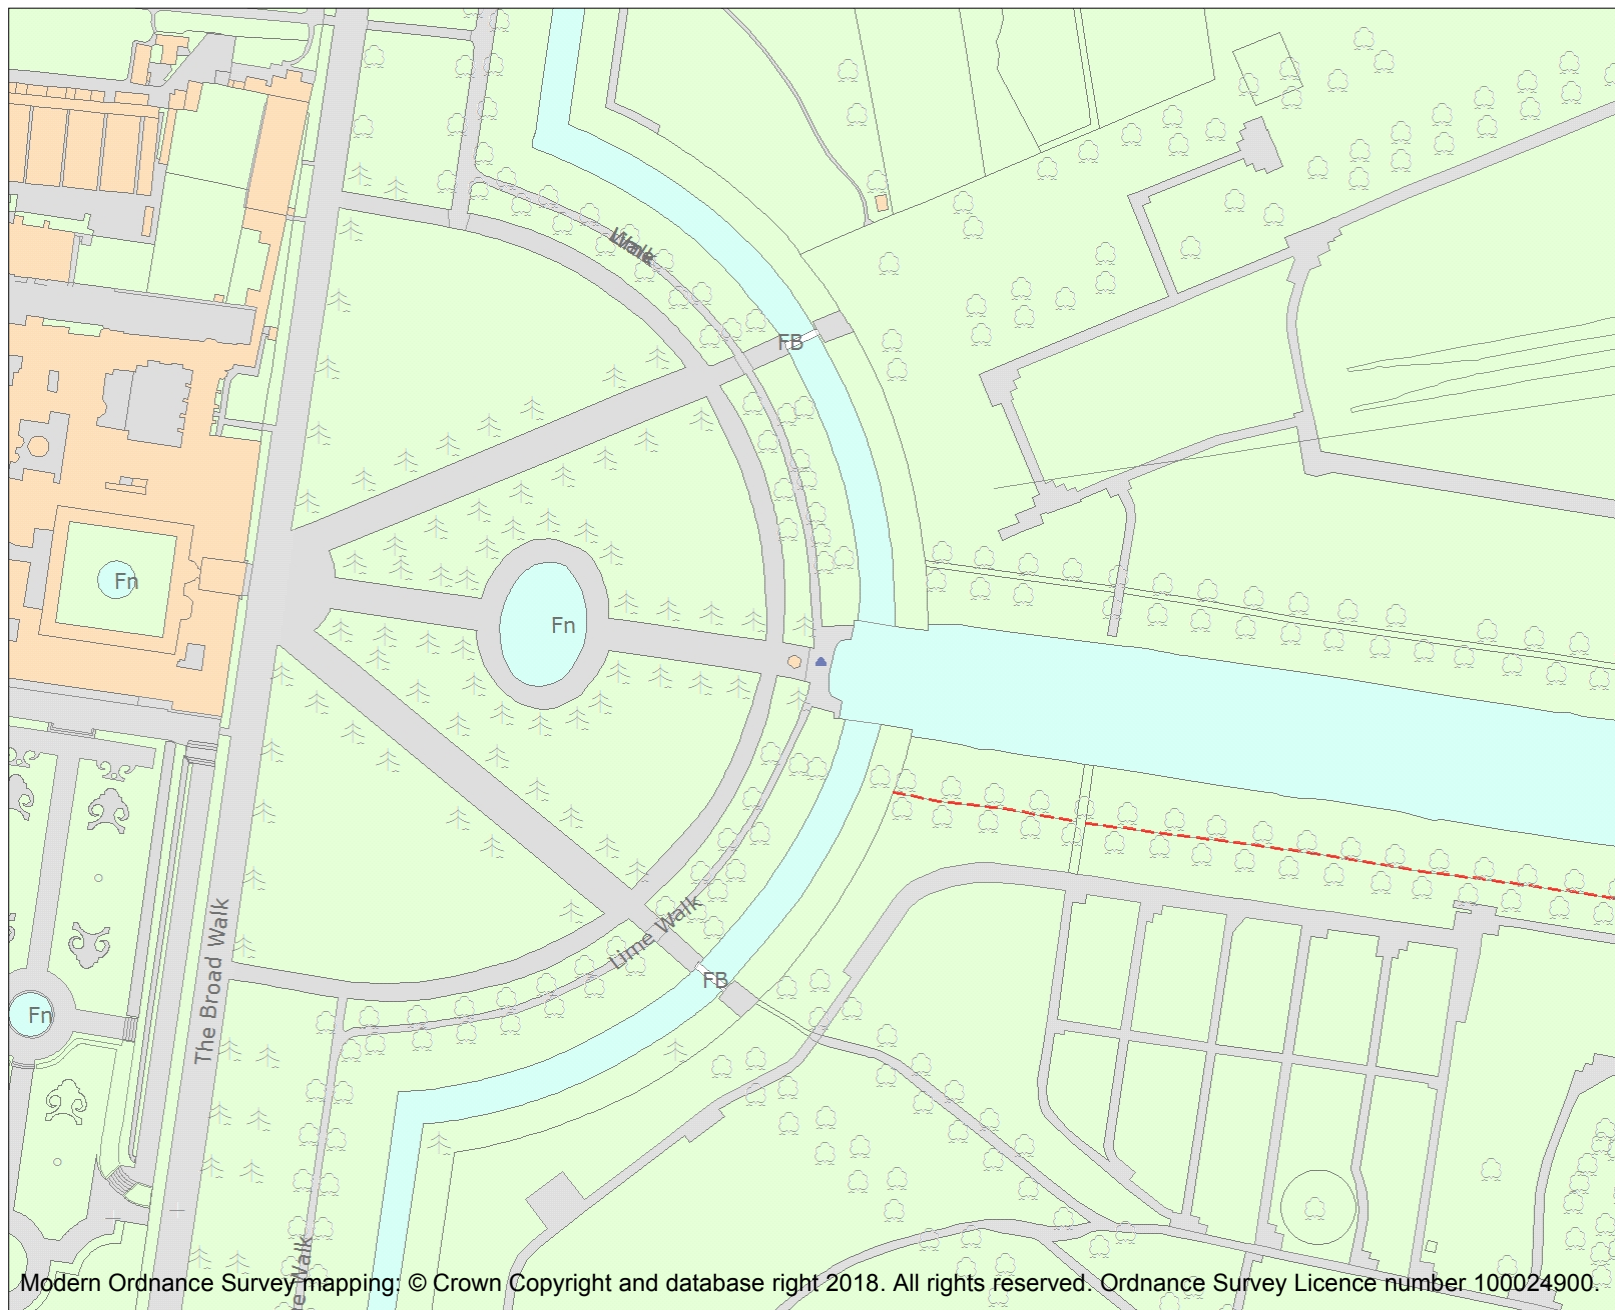 FB
Fn
Fn
Lime Walk
The Broad Walk
FB
Fn
Walk
Modern Ordnance Survey mapping: © Crown Copyright and database right 2018. All rights reserved. Ordnance Survey Licence number 100024900.